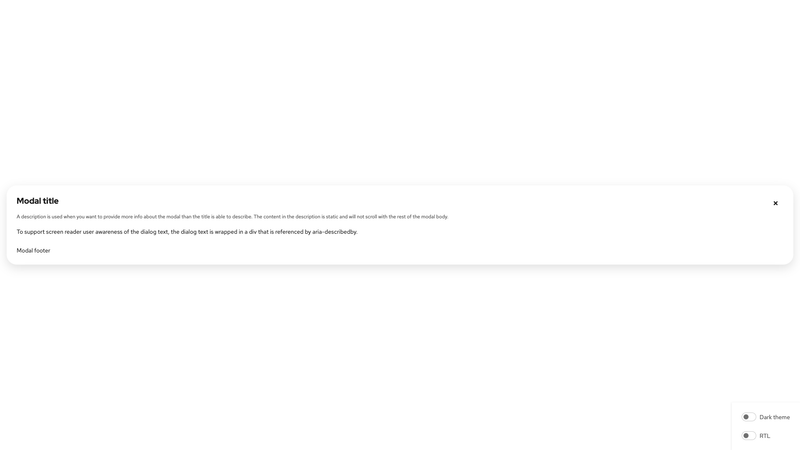 Modal title
A description is used when you want to provide more info about the modal than the title is able to describe. The content in the description is static and will not scroll with the rest of the modal body.
To support screen reader user awareness of the dialog text, the dialog text is wrapped in a div that is referenced by aria-describedby.
Modal footer
Dark theme
RTL